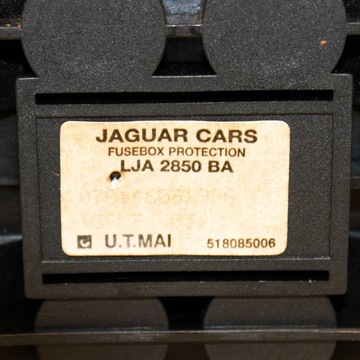 JAGUAR CARS
FUSEBOX PROTECTION
LJA 2850 BA
U.T.MAI 518085006